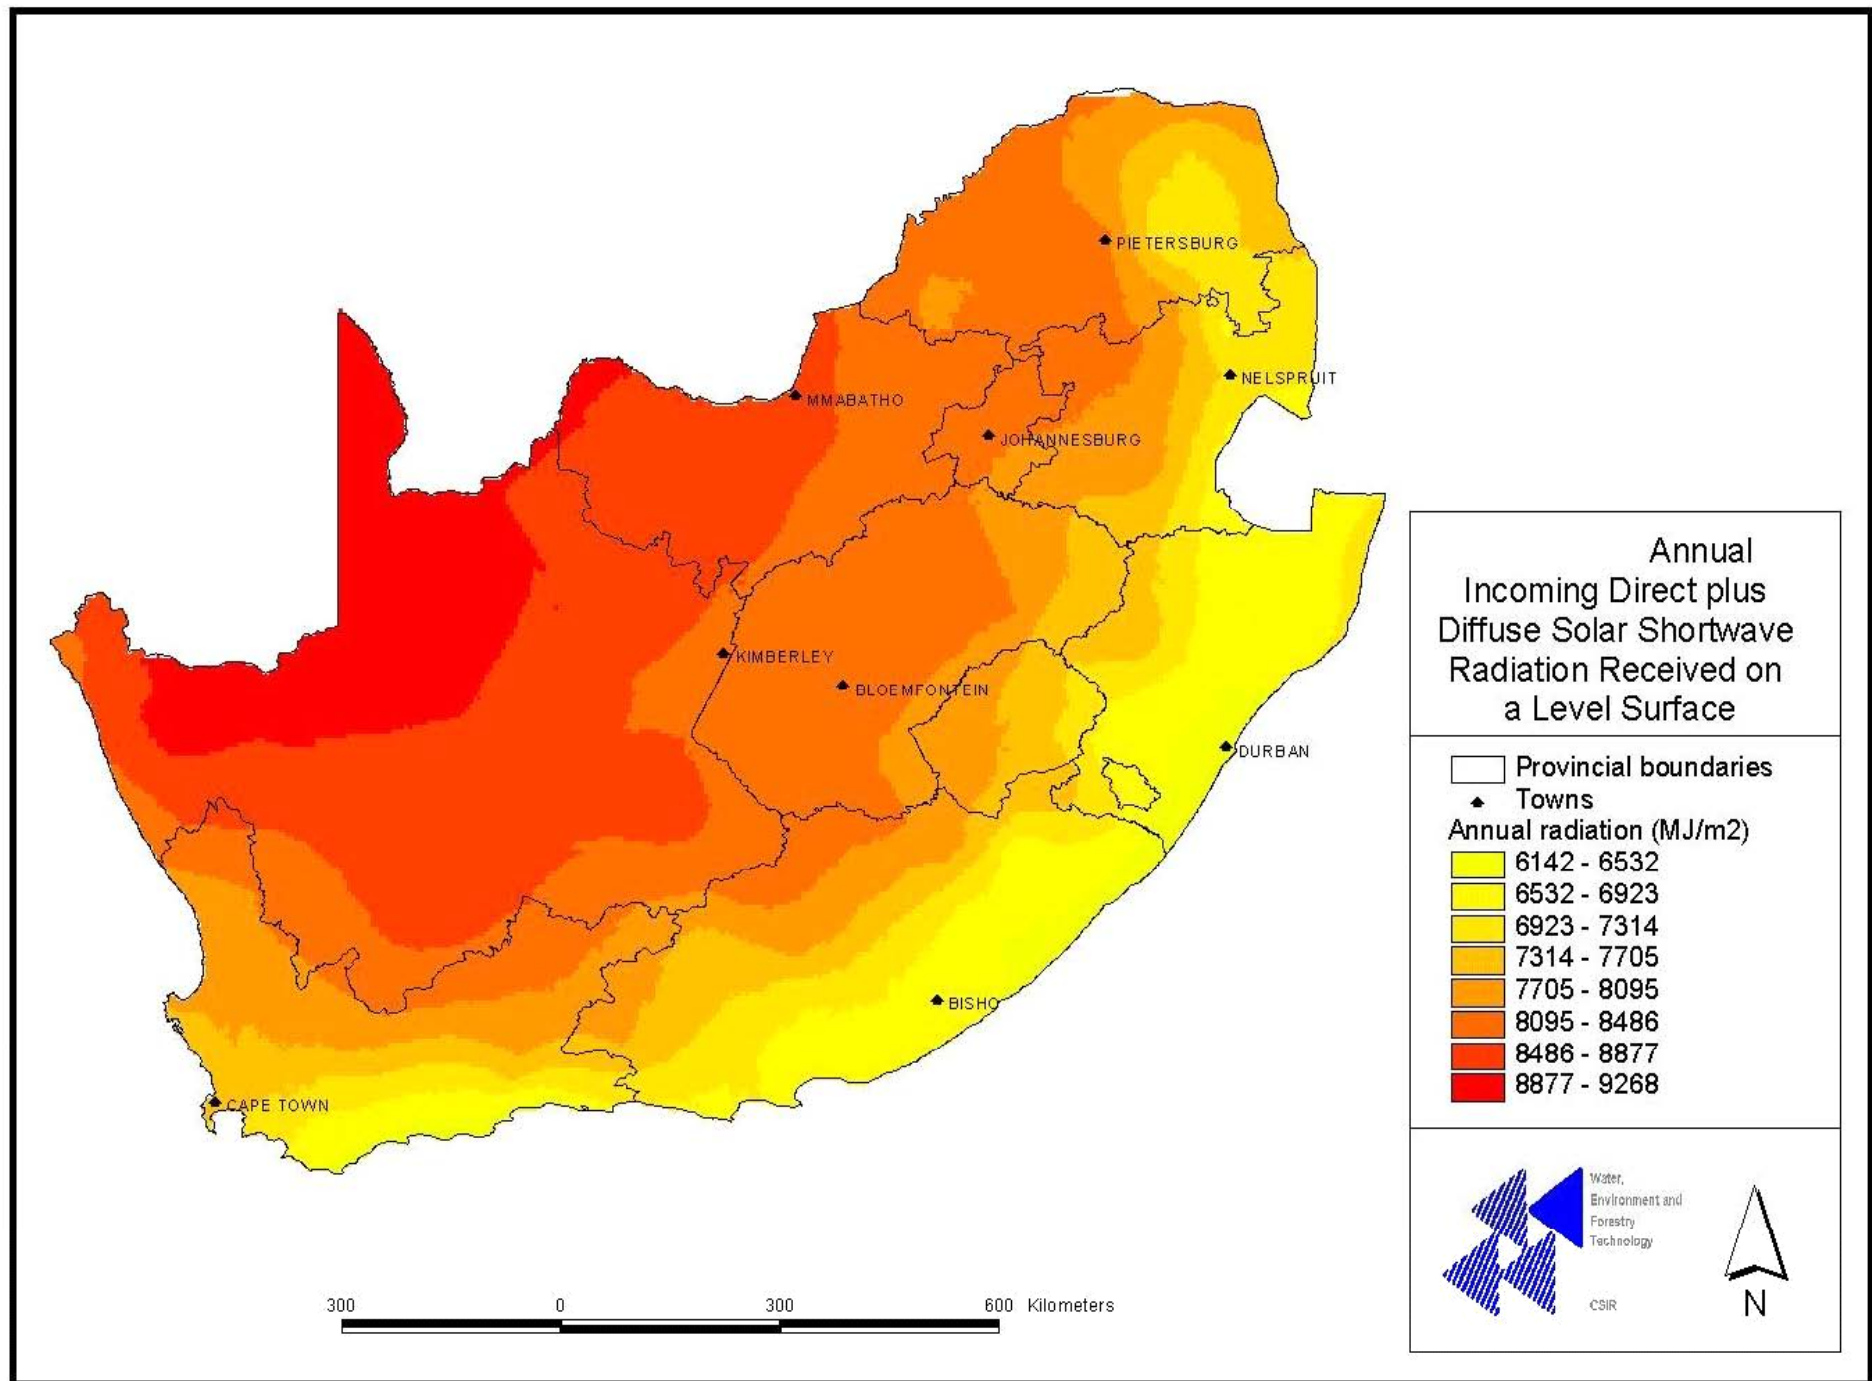 PIETERSBURG
NELSPRUIT
MMABATHO
JOHANNESBURG
KIMBERLEY
BLOEMFONTEIN
DURBAN
BISHO
CAPE TOWN
300 0 300 600 Kilometers
Annual
Incoming Direct plus
Diffuse Solar Shortwave
Radiation Received on
a Level Surface
Provincial boundaries
Towns
Annual radiation (MJ/m2)
6142 - 6532
6532 - 6923
6923 - 7314
7314 - 7705
7705 - 8095
8095 - 8486
8486 - 8877
8877 - 9268
Water,
Environment and
Forestry
Technology
CSIR
N